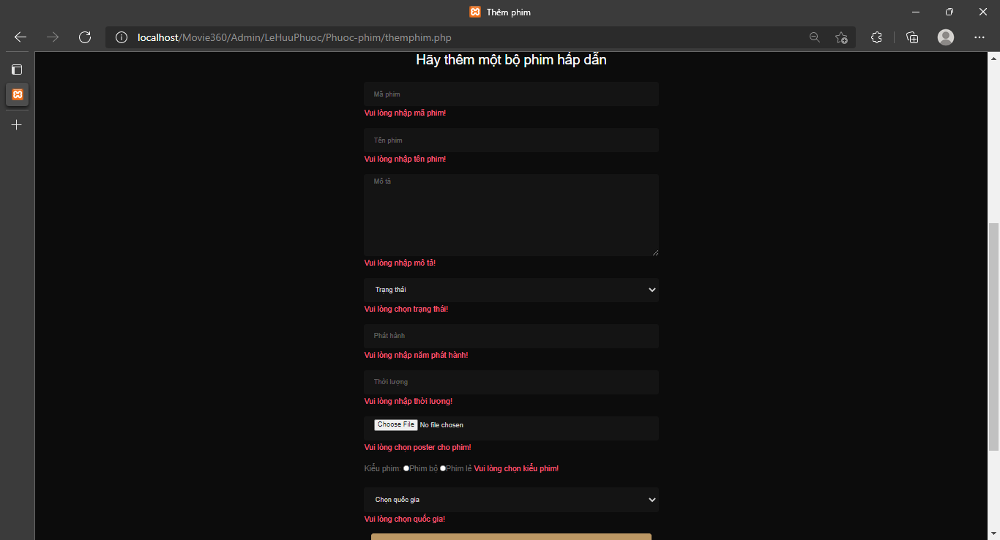 Thêm phim
localhost/Movie360/Admin/LeHuuPhuoc/Phuoc-phim/themphim.php
Hãy thêm một bộ phim hấp dẫn
Mã phim
Vui lòng nhập mã phim!
Tên phim
Vui lòng nhập tên phim!
Mô tả
Vui lòng nhập mô tả!
Trạng thái
Vui lòng chọn trạng thái!
Phát hành
Vui lòng nhập năm phát hành!
Thời lượng
Vui lòng nhập thời lượng!
Choose File No file chosen
Vui lòng chọn poster cho phim!
Kiểu phim: Phim bộ Phim lẻ Vui lòng chọn kiểu phim!
Chọn quốc gia
Vui lòng chọn quốc gia!